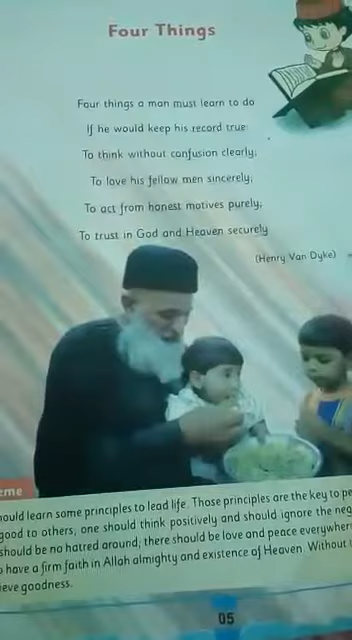 Four Things
Four things a man must learn to do
If he would keep his record true:
To think without confusion clearly;
To love his fellow men sincerely;
To act from honest motives purely;
To trust in God and Heaven securely
(Henry Van Dyke)
eme
ould learn some principles to lead life. Those principles are the key to pe
good to others; one should think positively and should ignore the neg
should be no hatred around; there should be love and peace everywher
have a firm faith in Allah almighty and existence of Heaven. Without
ieve goodness.
05